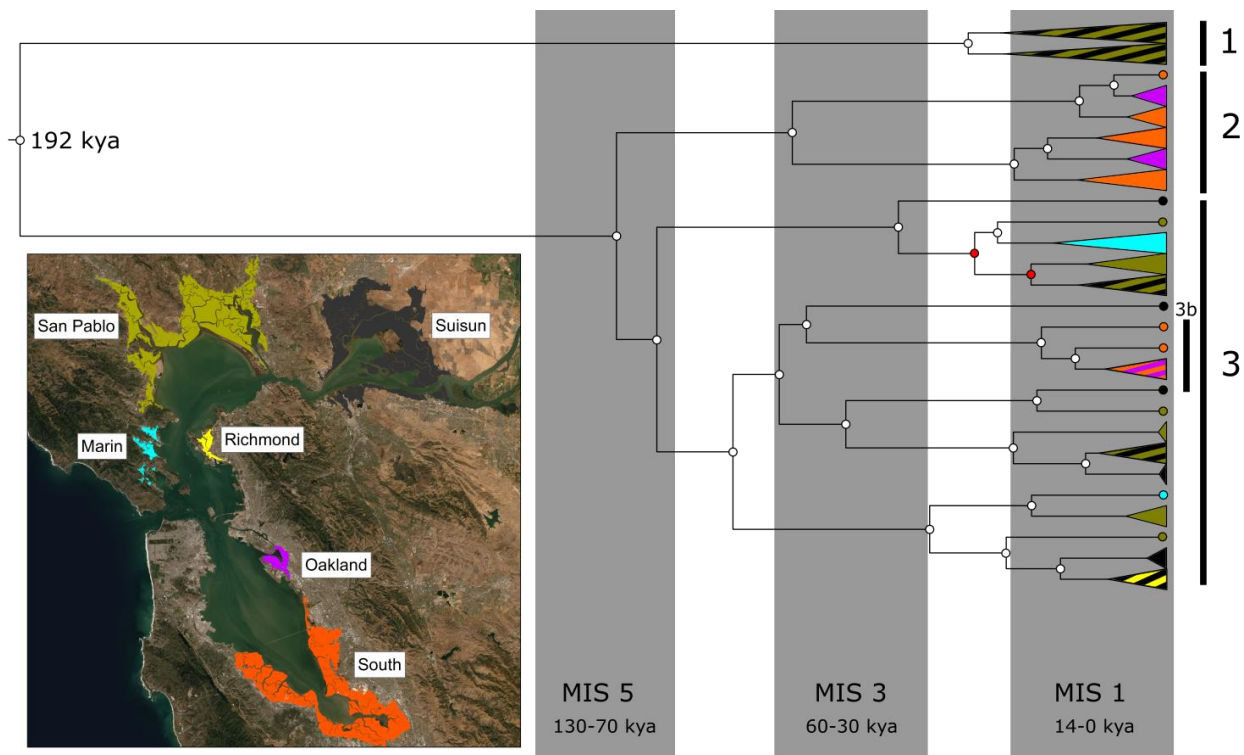 1
2
192 kya
San Pablo
Suisun
3b
3
Marin
Richmond
Oakland
South
MIS 5
130-70 kya
MIS 3
60-30 kya
MIS 1
14-0 kya